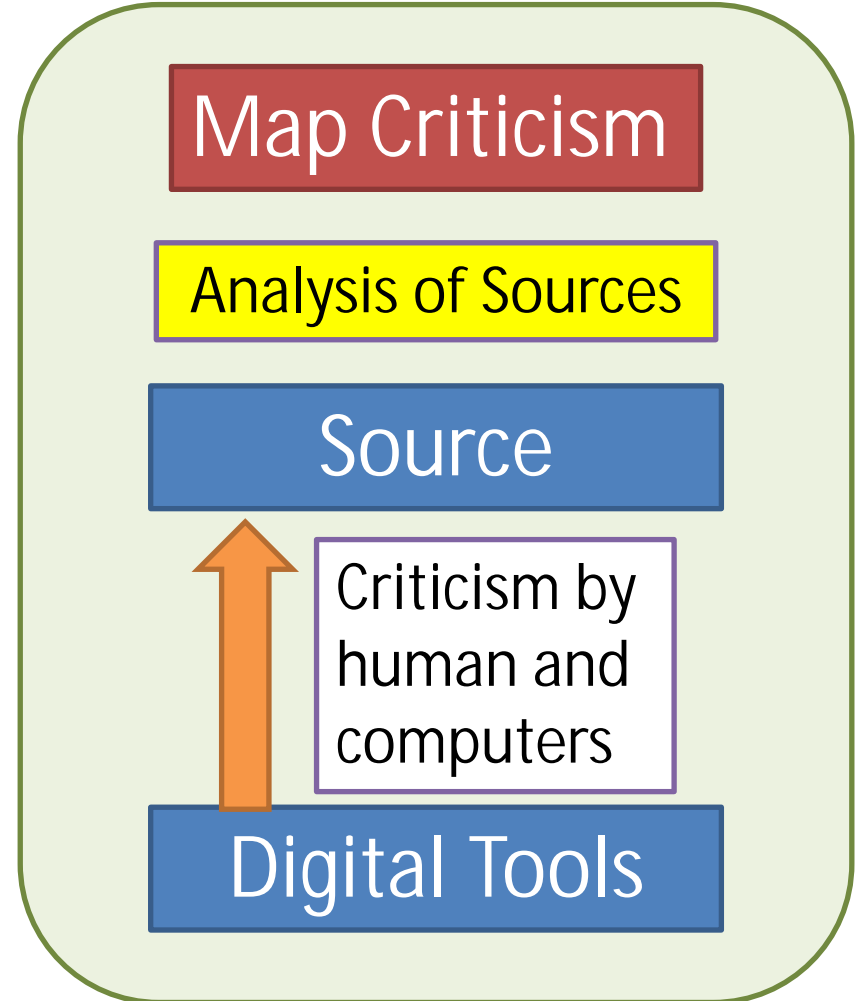 Map Criticism
Analysis of Sources
Source
Criticism by
human and
computers
Digital Tools